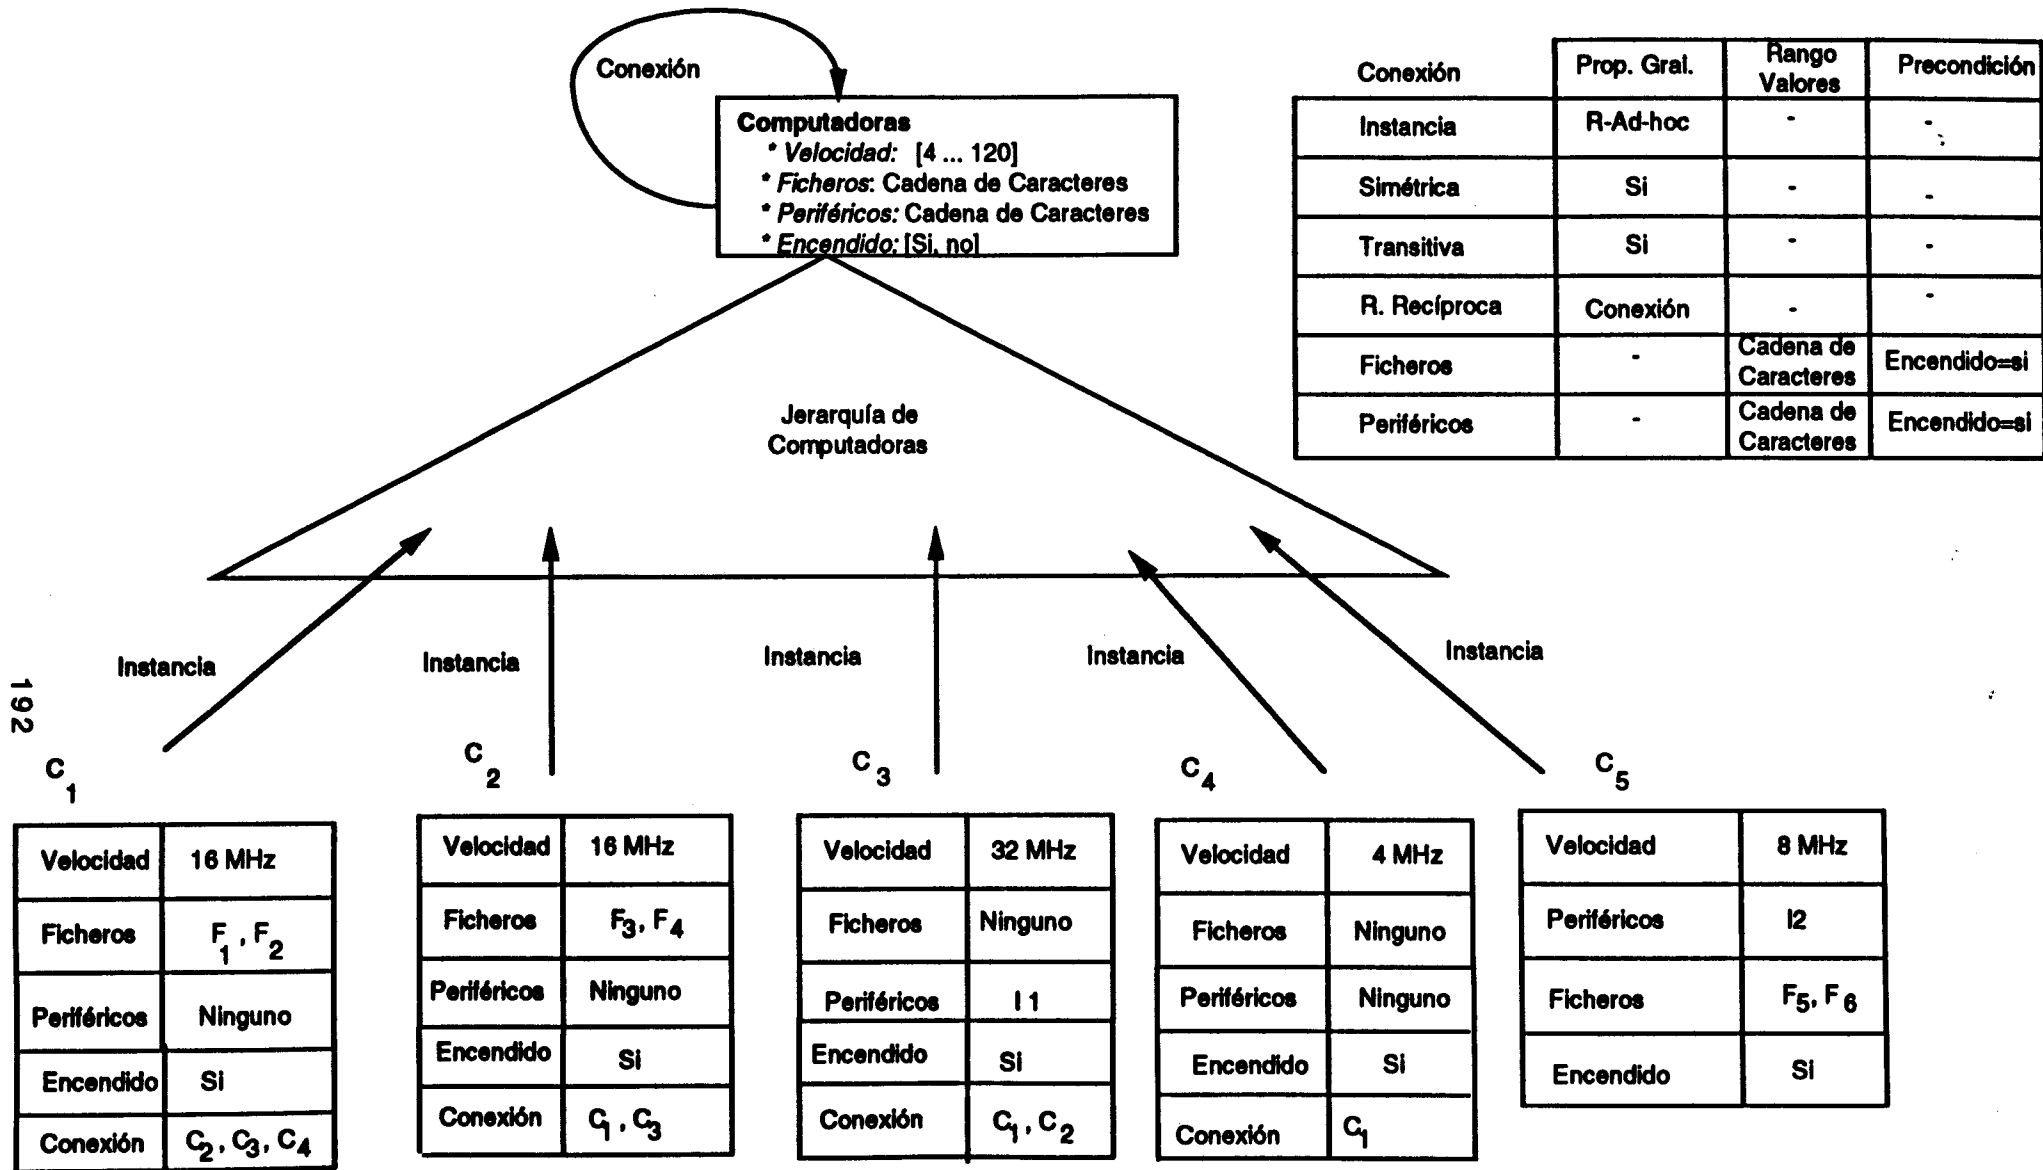 Conexión
Computadoras
* Velocidad: [4 ... 120]
* Ficheros: Cadena de Caracteres
* Periféricos: Cadena de Caracteres
* Encendido: [Si, no]
Conexión | Prop. Gral. | Rango Valores | Precondición
Instancia | R-Ad-hoc | - | -
Simétrica | Si | - | -
Transitiva | Si | - | -
R. Recíproca | Conexión | - | -
Ficheros | - | Cadena de Caracteres | Encendido=si
Periféricos | - | Cadena de Caracteres | Encendido=si
Jerarquía de
Computadoras
Instancia
Instancia
Instancia
Instancia
Instancia
192
C1
Velocidad | 16 MHz
Ficheros | F1, F2
Periféricos | Ninguno
Encendido | Si
Conexión | C2, C3, C4
C2
Velocidad | 16 MHz
Ficheros | F3, F4
Periféricos | Ninguno
Encendido | Si
Conexión | C1, C3
C3
Velocidad | 32 MHz
Ficheros | Ninguno
Periféricos | I1
Encendido | Si
Conexión | C1, C2
C4
Velocidad | 4 MHz
Ficheros | Ninguno
Periféricos | Ninguno
Encendido | Si
Conexión | C1
C5
Velocidad | 8 MHz
Periféricos | I2
Ficheros | F5, F6
Encendido | Si